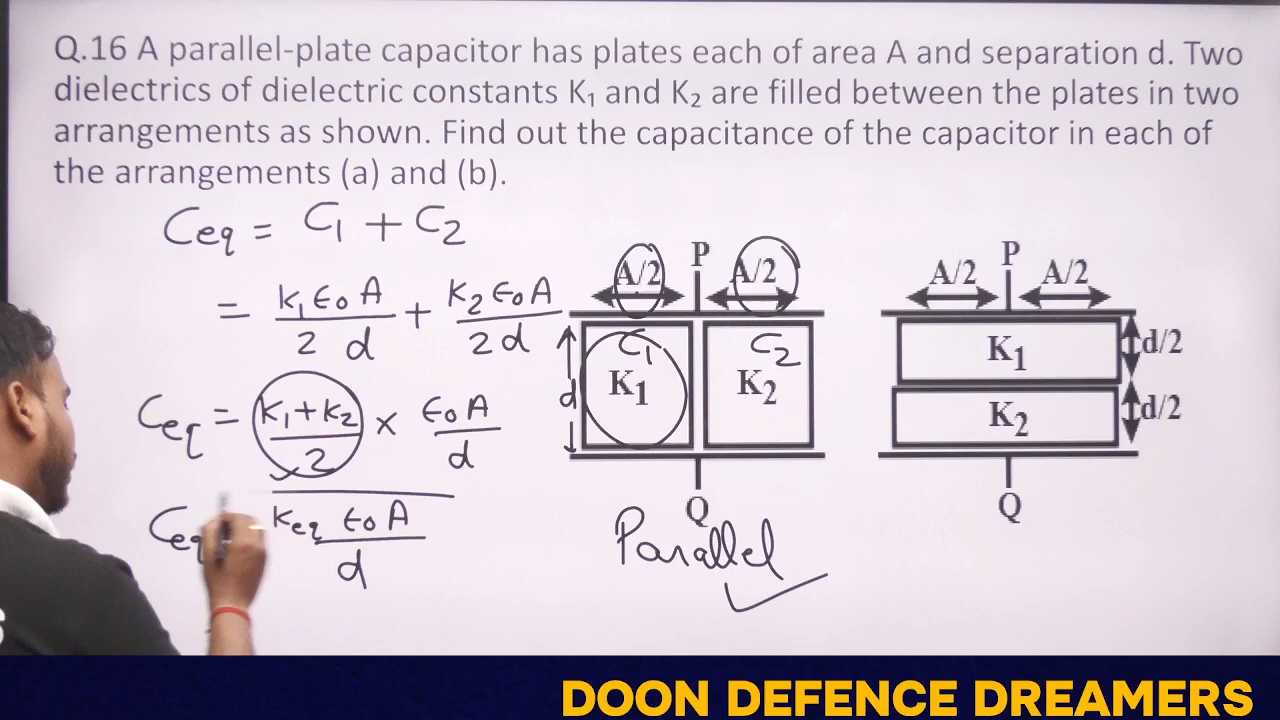 Q.16 A parallel-plate capacitor has plates each of area A and separation d. Two
dielectrics of dielectric constants K₁ and K₂ are filled between the plates in two
arrangements as shown. Find out the capacitance of the capacitor in each of
the arrangements (a) and (b).
Ceq = C₁ + C₂
= K₁ ε₀ A / 2 d + K₂ ε₀ A / 2 d
Ceq = K₁ + K₂ / 2 × ε₀ A / d
Ceq Keq ε₀ A / d
A/2 P A/2
C₁ C₂
d K₁ K₂
Q
Parallel
A/2 P A/2
K₁ d/2
K₂ d/2
Q
S
DOON DEFENCE DREAMERS